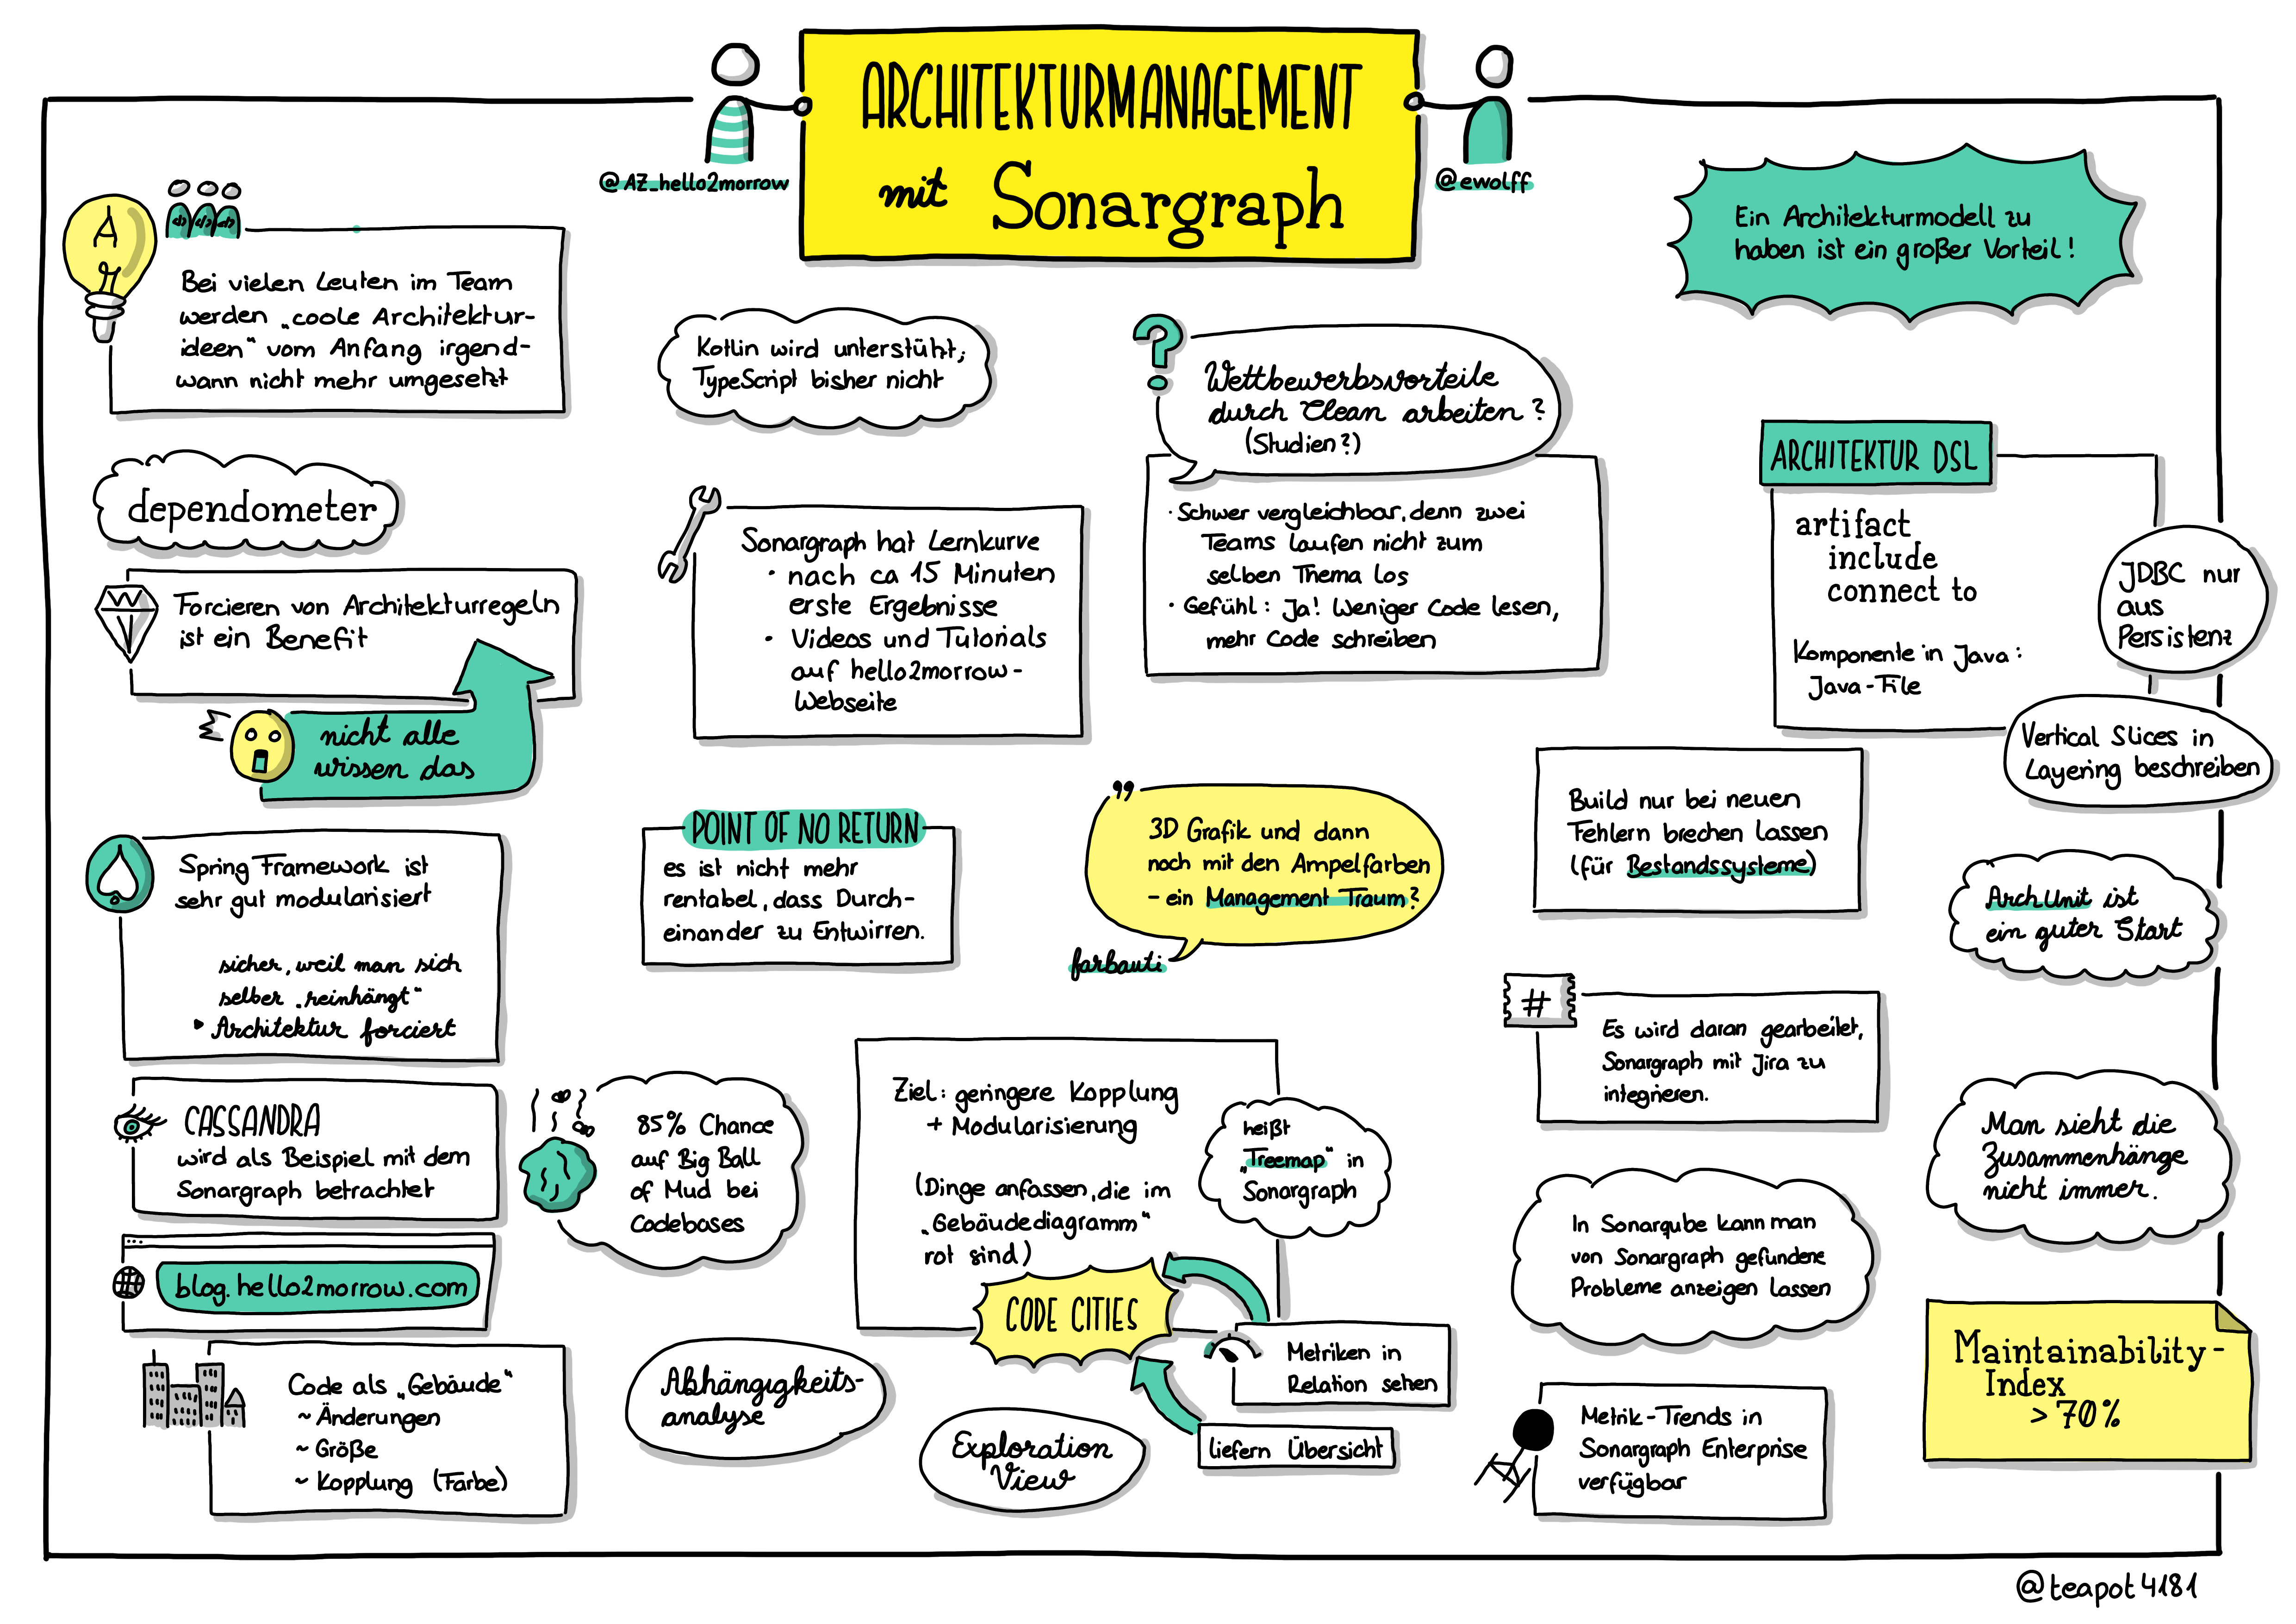 ARCHITEKTURMANAGEMENT
mit Sonargraph
@AZ_hello2morrow
@ewolff
A
</> </> </>
Bei vielen Leuten im Team
werden „coole Architektur-
ideen“ vom Anfang irgend-
wann nicht mehr umgesetzt
dependometer
Forcieren von Architekturregeln
ist ein Benefit
nicht alle
wissen das
Spring Framework ist
sehr gut modularisiert
sicher, weil man sich
selber „reinhängt“
Architektur forciert
CASSANDRA
wird als Beispiel mit dem
Sonargraph betrachtet
blog.hello2morrow.com
Code als „Gebäude“
~ Änderungen
~ Größe
~ Kopplung (Farbe)
Kotlin wird unterstützt,
TypeScript bisher nicht
Sonargraph hat Lernkurve
· nach ca 15 Minuten
erste Ergebnisse
· Videos und Tutorials
auf hello2morrow-
Webseite
POINT OF NO RETURN
es ist nicht mehr
rentabel, dass Durch-
einander zu Entwirren.
85% Chance
auf Big Ball
of Mud bei
Codebases
Abhängigkeits-
analyse
?
Wettbewerbsvorteile
durch Clean arbeiten?
(Studien?)
· Schwer vergleichbar, denn zwei
Teams laufen nicht zum
selben Thema los
· Gefühl: Ja! Weniger Code lesen,
mehr Code schreiben
”
3D Grafik und dann
noch mit den Ampelfarben
- ein Management Traum?
farbauti
Ziel: geringere Kopplung
+ Modularisierung
(Dinge anfassen, die im
„Gebäudediagramm“
rot sind)
heißt
„Treemap“ in
Sonargraph
CODE CITIES
Metriken in
Relation sehen
liefern Übersicht
Exploration
View
Ein Architekturmodell zu
haben ist ein großer Vorteil!
ARCHITEKTUR DSL
artifact
include
connect to
Komponente in Java:
Java-File
JDBC nur
aus
Persistenz
Vertical Slices in
Layering beschreiben
Build nur bei neuen
Fehlern brechen lassen
(für Bestandssysteme)
ArchUnit ist
ein guter Start
#
Es wird daran gearbeitet,
Sonargraph mit Jira zu
integrieren.
Man sieht die
Zusammenhänge
nicht immer.
In Sonarqube kann man
von Sonargraph gefundene
Probleme anzeigen lassen
Maintainability-
Index
> 70%
Metrik-Trends in
Sonargraph Enterprise
verfügbar
@teapot4181